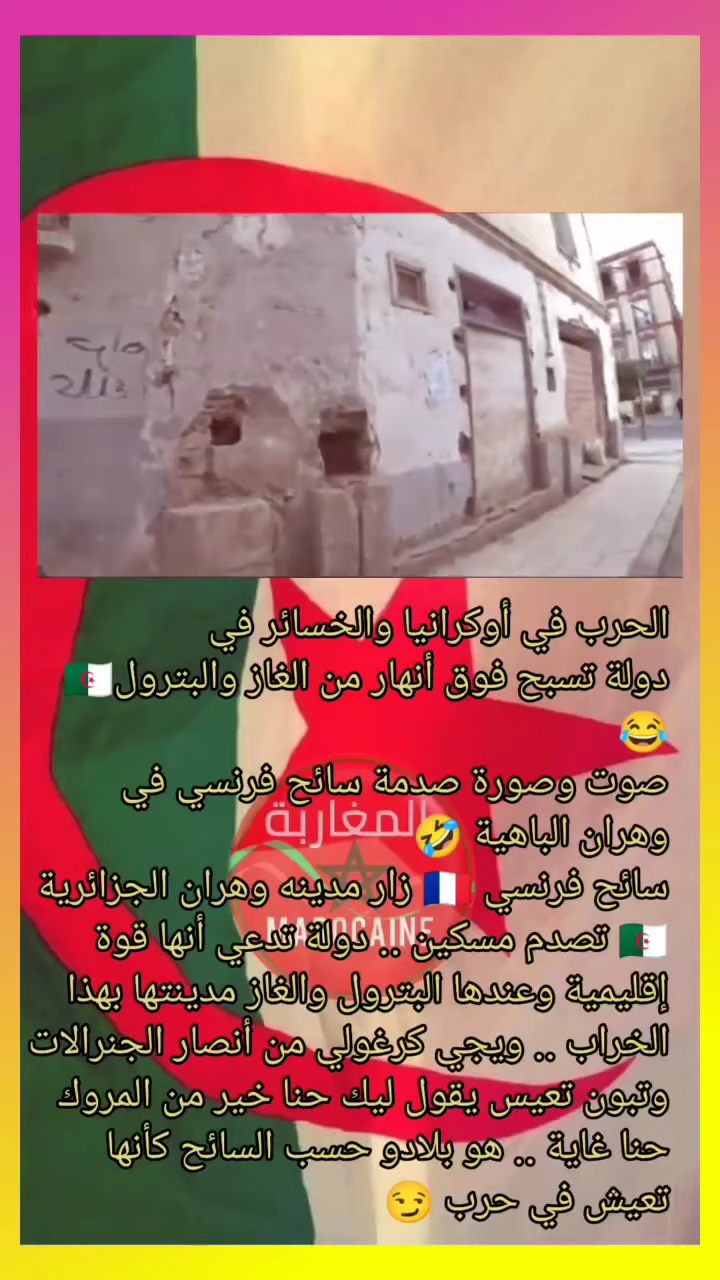 الحرب في أوكرانيا والخسائر في
دولة تسبح فوق أنهار من الغاز والبترول🇩🇿
😂
صوت وصورة صدمة سائح فرنسي في
وهران الباهية 🤣
سائح فرنسي 🇫🇷 زار مدينه وهران الجزائرية
🇩🇿 تصدم مسكين .. دولة تدعي أنها قوة
إقليمية وعندها البترول والغاز مدينتها بهذا
الخراب .. ويجي كرغولي من أنصار الجنرالات
وتبون تعيس يقول ليك حنا خير من المروك
حنا غاية .. هو بلادو حسب السائح كأنها
تعيش في حرب 😏
المغاربة
MAROCAINE